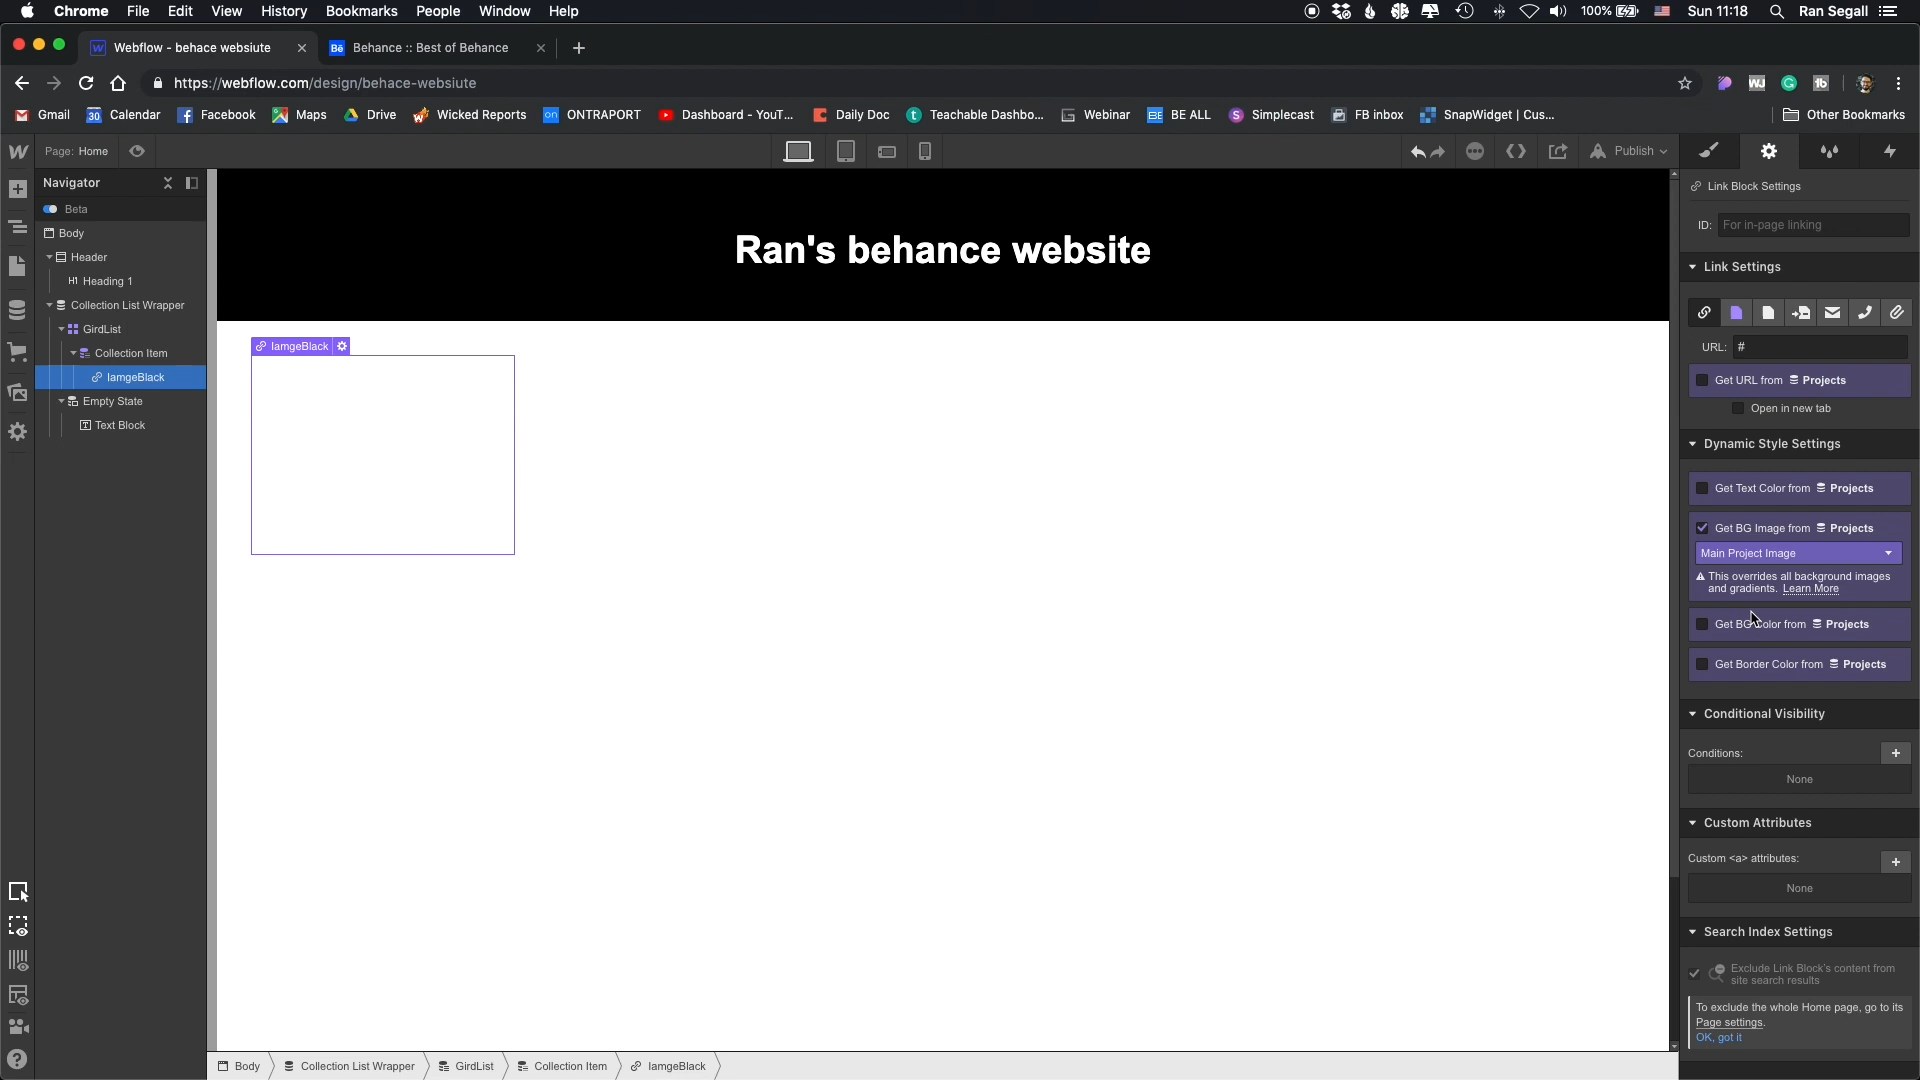 Chrome File Edit View History Bookmarks People Window Help 100% Sun 11:18 Ran Segall
Webflow - behace websiute Bē Behance :: Best of Behance
https://webflow.com/design/behace-websiute
Gmail 30 Calendar Facebook Maps Drive Wicked Reports on ONTRAPORT Dashboard - YouT... Daily Doc t Teachable Dashbo... Webinar BE BE ALL S Simplecast FB inbox SnapWidget | Cus... Other Bookmarks
Page: Home Publish
Navigator
Beta
Body
Header
H1 Heading 1
Collection List Wrapper
GirdList
Collection Item
IamgeBlack
Empty State
Text Block
Ran's behance website
IamgeBlack
Link Block Settings
ID: For in-page linking
Link Settings
URL: #
Get URL from Projects
Open in new tab
Dynamic Style Settings
Get Text Color from Projects
Get BG Image from Projects
Main Project Image
This overrides all background images
and gradients. Learn More
Get BG Color from Projects
Get Border Color from Projects
Conditional Visibility
Conditions:
None
Custom Attributes
Custom <a> attributes:
None
Search Index Settings
Exclude Link Block's content from
site search results
To exclude the whole Home page, go to its
Page settings.
OK, got it
Body Collection List Wrapper GirdList Collection Item IamgeBlack